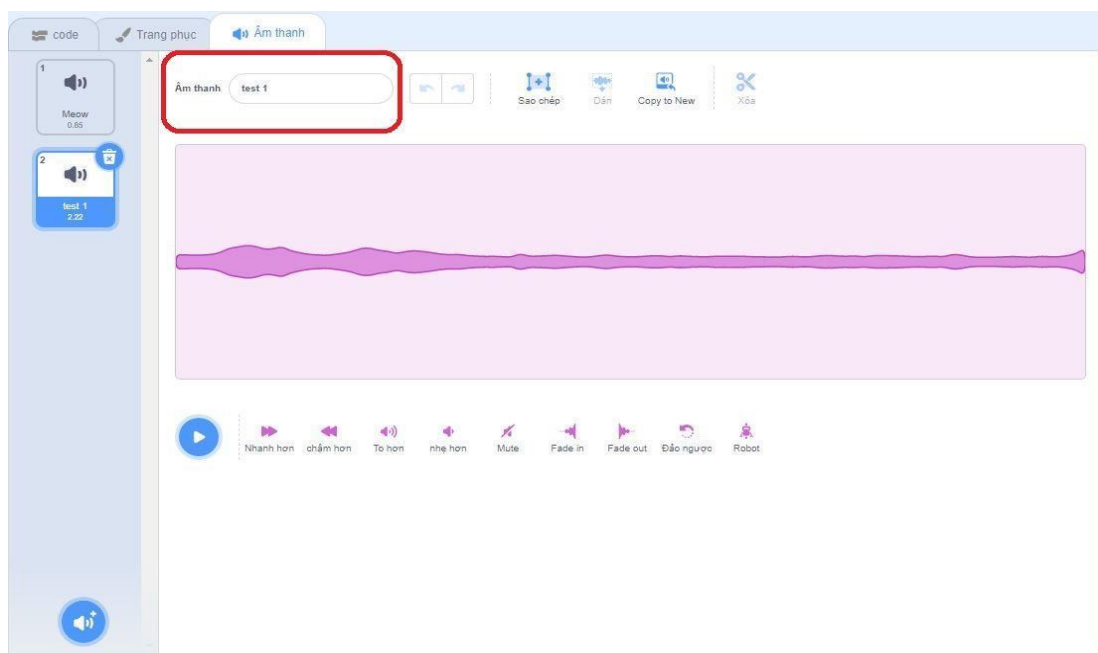 code Trang phục Âm thanh
1
Meow
0.85
2
test 1
2.22
Âm thanh test 1
Sao chép Dán Copy to New Xóa
Nhanh hơn chậm hơn To hơn nhẹ hơn Mute Fade in Fade out Đảo ngược Robot